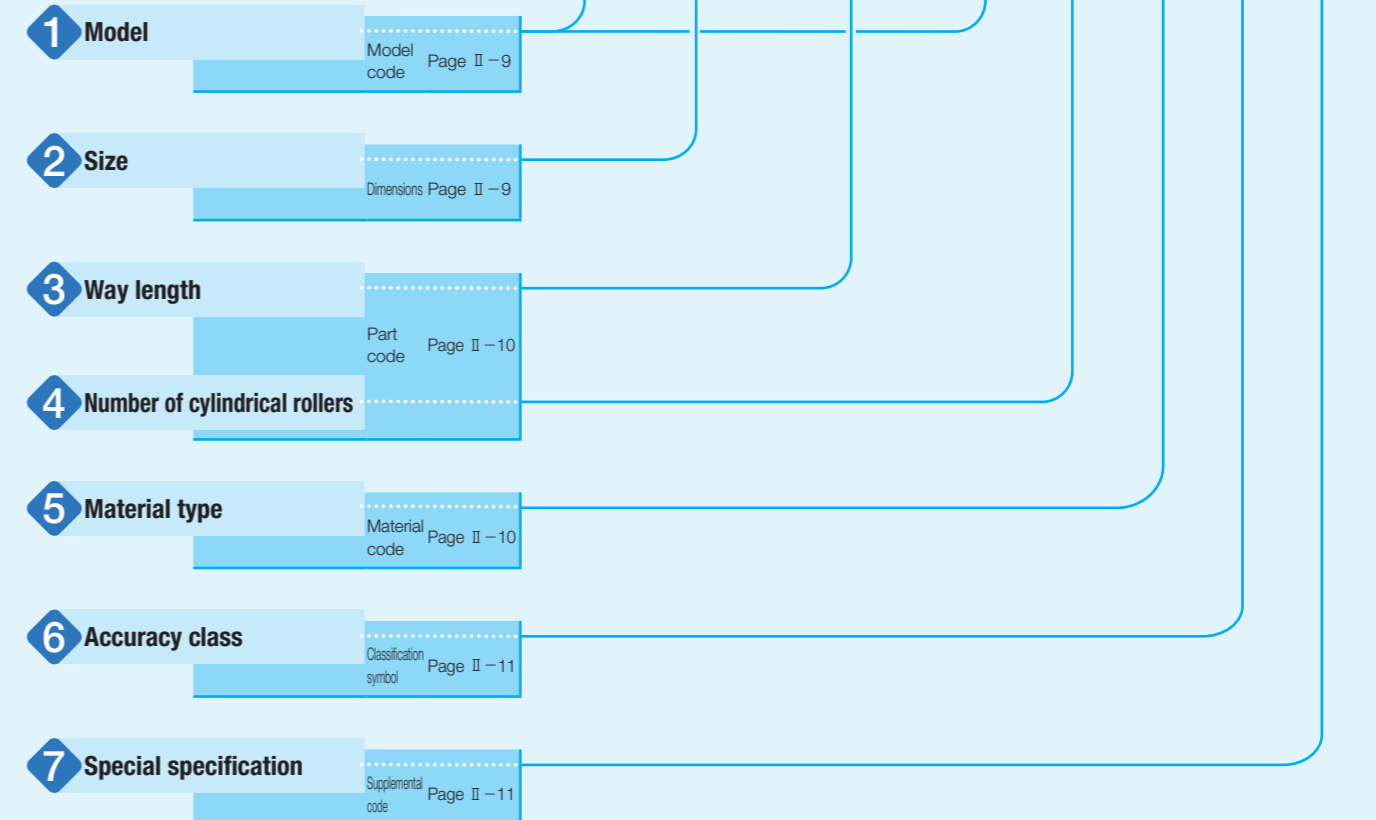 1 Model
Model
code
Page Ⅱ－9
2 Size
Dimensions Page Ⅱ－9
3 Way length
Part
code
Page Ⅱ－10
4 Number of cylindrical rollers
5 Material type
Material
code
Page Ⅱ－10
6 Accuracy class
Classification
symbol
Page Ⅱ－11
7 Special specification
Supplemental
code
Page Ⅱ－11